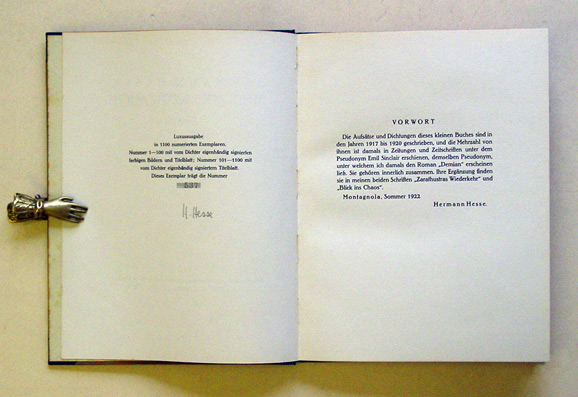 Luxusausgabe
in 1100 numerierten Exemplaren.
Nummer 1—100 mit vom Dichter eigenhändig signierten
farbigen Bildern und Titelblatt; Nummer 101—1100 mit
vom Dichter eigenhändig signiertem Titelblatt.
Dieses Exemplar trägt die Nummer
537
H. Hesse
VORWORT
Die Aufsätze und Dichtungen dieses kleinen Buches sind in
den Jahren 1917 bis 1920 geschrieben, und die Mehrzahl von
ihnen ist damals in Zeitungen und Zeitschriften unter dem
Pseudonym Emil Sinclair erschienen, demselben Pseudonym,
unter welchem ich damals den Roman „Demian“ erscheinen
ließ. Sie gehören innerlich zusammen. Ihre Ergänzung finden
sie in meinen beiden Schriften „Zarathustras Wiederkehr“ und
„Blick ins Chaos“.
Montagnola, Sommer 1922
Hermann Hesse.